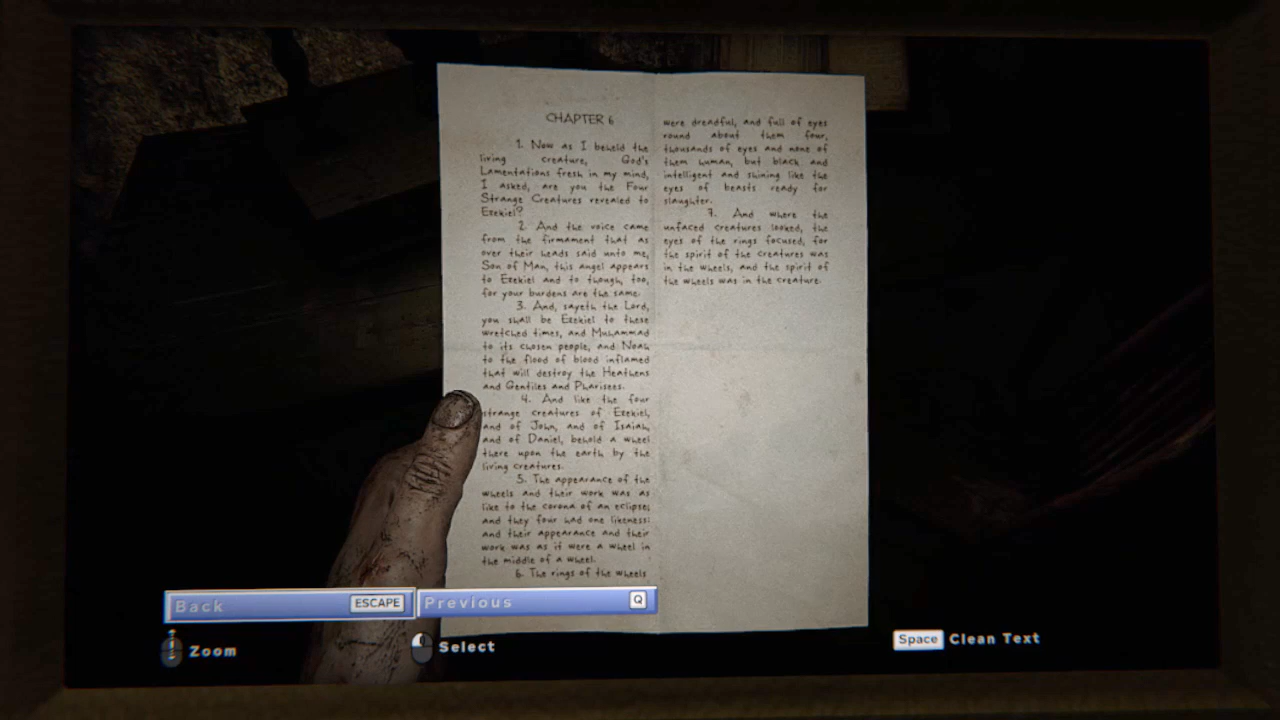 CHAPTER 6
1. Now as I beheld the
living creature, God's
Lamentations fresh in my mind,
I asked, are you the Four
Strange Creatures revealed to
Ezekiel?
2. And the voice came
from the firmament that as
over their heads said unto me,
Son of Man, this angel appears
to Ezekiel and to though, too,
for your burdens are the same.
3. And, sayeth the Lord,
you shall be Ezekiel to these
wretched times, and Muhammad
to its chosen people, and Noah
to the flood of blood inflamed
that will destroy the Heathens
and Gentiles and Pharisees.
4. And like the four
strange creatures of Ezekiel,
and of John, and of Isaiah,
and of Daniel, behold a wheel
there upon the earth by the
living creatures.
5. The appearance of the
wheels and their work was as
like to the corona of an eclipse;
and they four had one likeness:
and their appearance and their
work was as if were a wheel in
the middle of a wheel.
6. The rings of the wheels
were dreadful, and full of eyes
round about them four,
thousands of eyes and none of
them human, but black and
intelligent and shining like the
eyes of beasts ready for
slaughter.
7. And where the
unfaced creatures looked, the
eyes of the rings focused, for
the spirit of the creatures was
in the wheels, and the spirit of
the wheels was in the creature.
Back ESCAPE
Previous Q
Zoom
Select
Space Clean Text